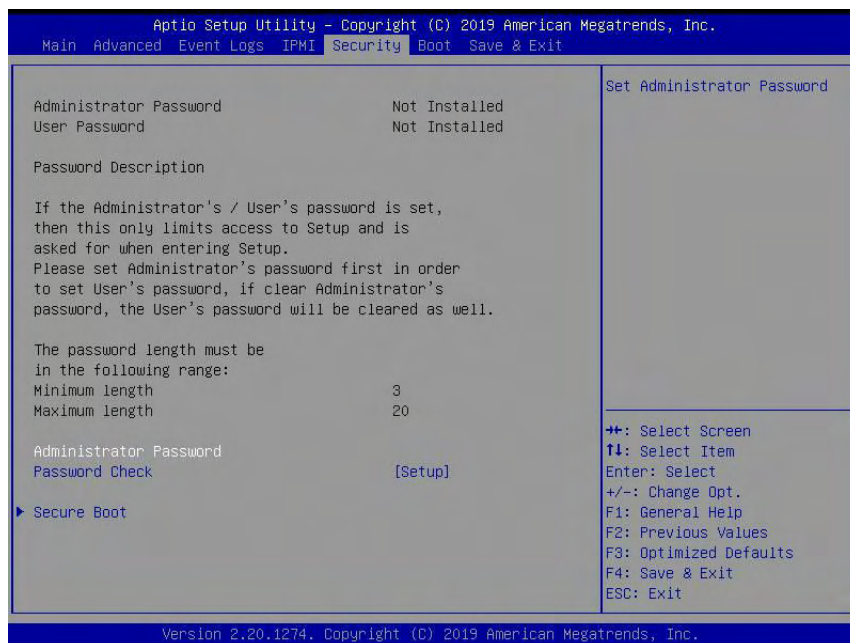 Aptio Setup Utility – Copyright (C) 2019 American Megatrends, Inc.
Main Advanced Event Logs IPMI Security Boot Save & Exit
Administrator Password Not Installed
User Password Not Installed
Password Description
If the Administrator's / User's password is set,
then this only limits access to Setup and is
asked for when entering Setup.
Please set Administrator's password first in order
to set User's password, if clear Administrator's
password, the User's password will be cleared as well.
The password length must be
in the following range:
Minimum length 3
Maximum length 20
Administrator Password
Password Check [Setup]
Secure Boot
Set Administrator Password
→←: Select Screen
↑↓: Select Item
Enter: Select
+/-: Change Opt.
F1: General Help
F2: Previous Values
F3: Optimized Defaults
F4: Save & Exit
ESC: Exit
Version 2.20.1274. Copyright (C) 2019 American Megatrends, Inc.